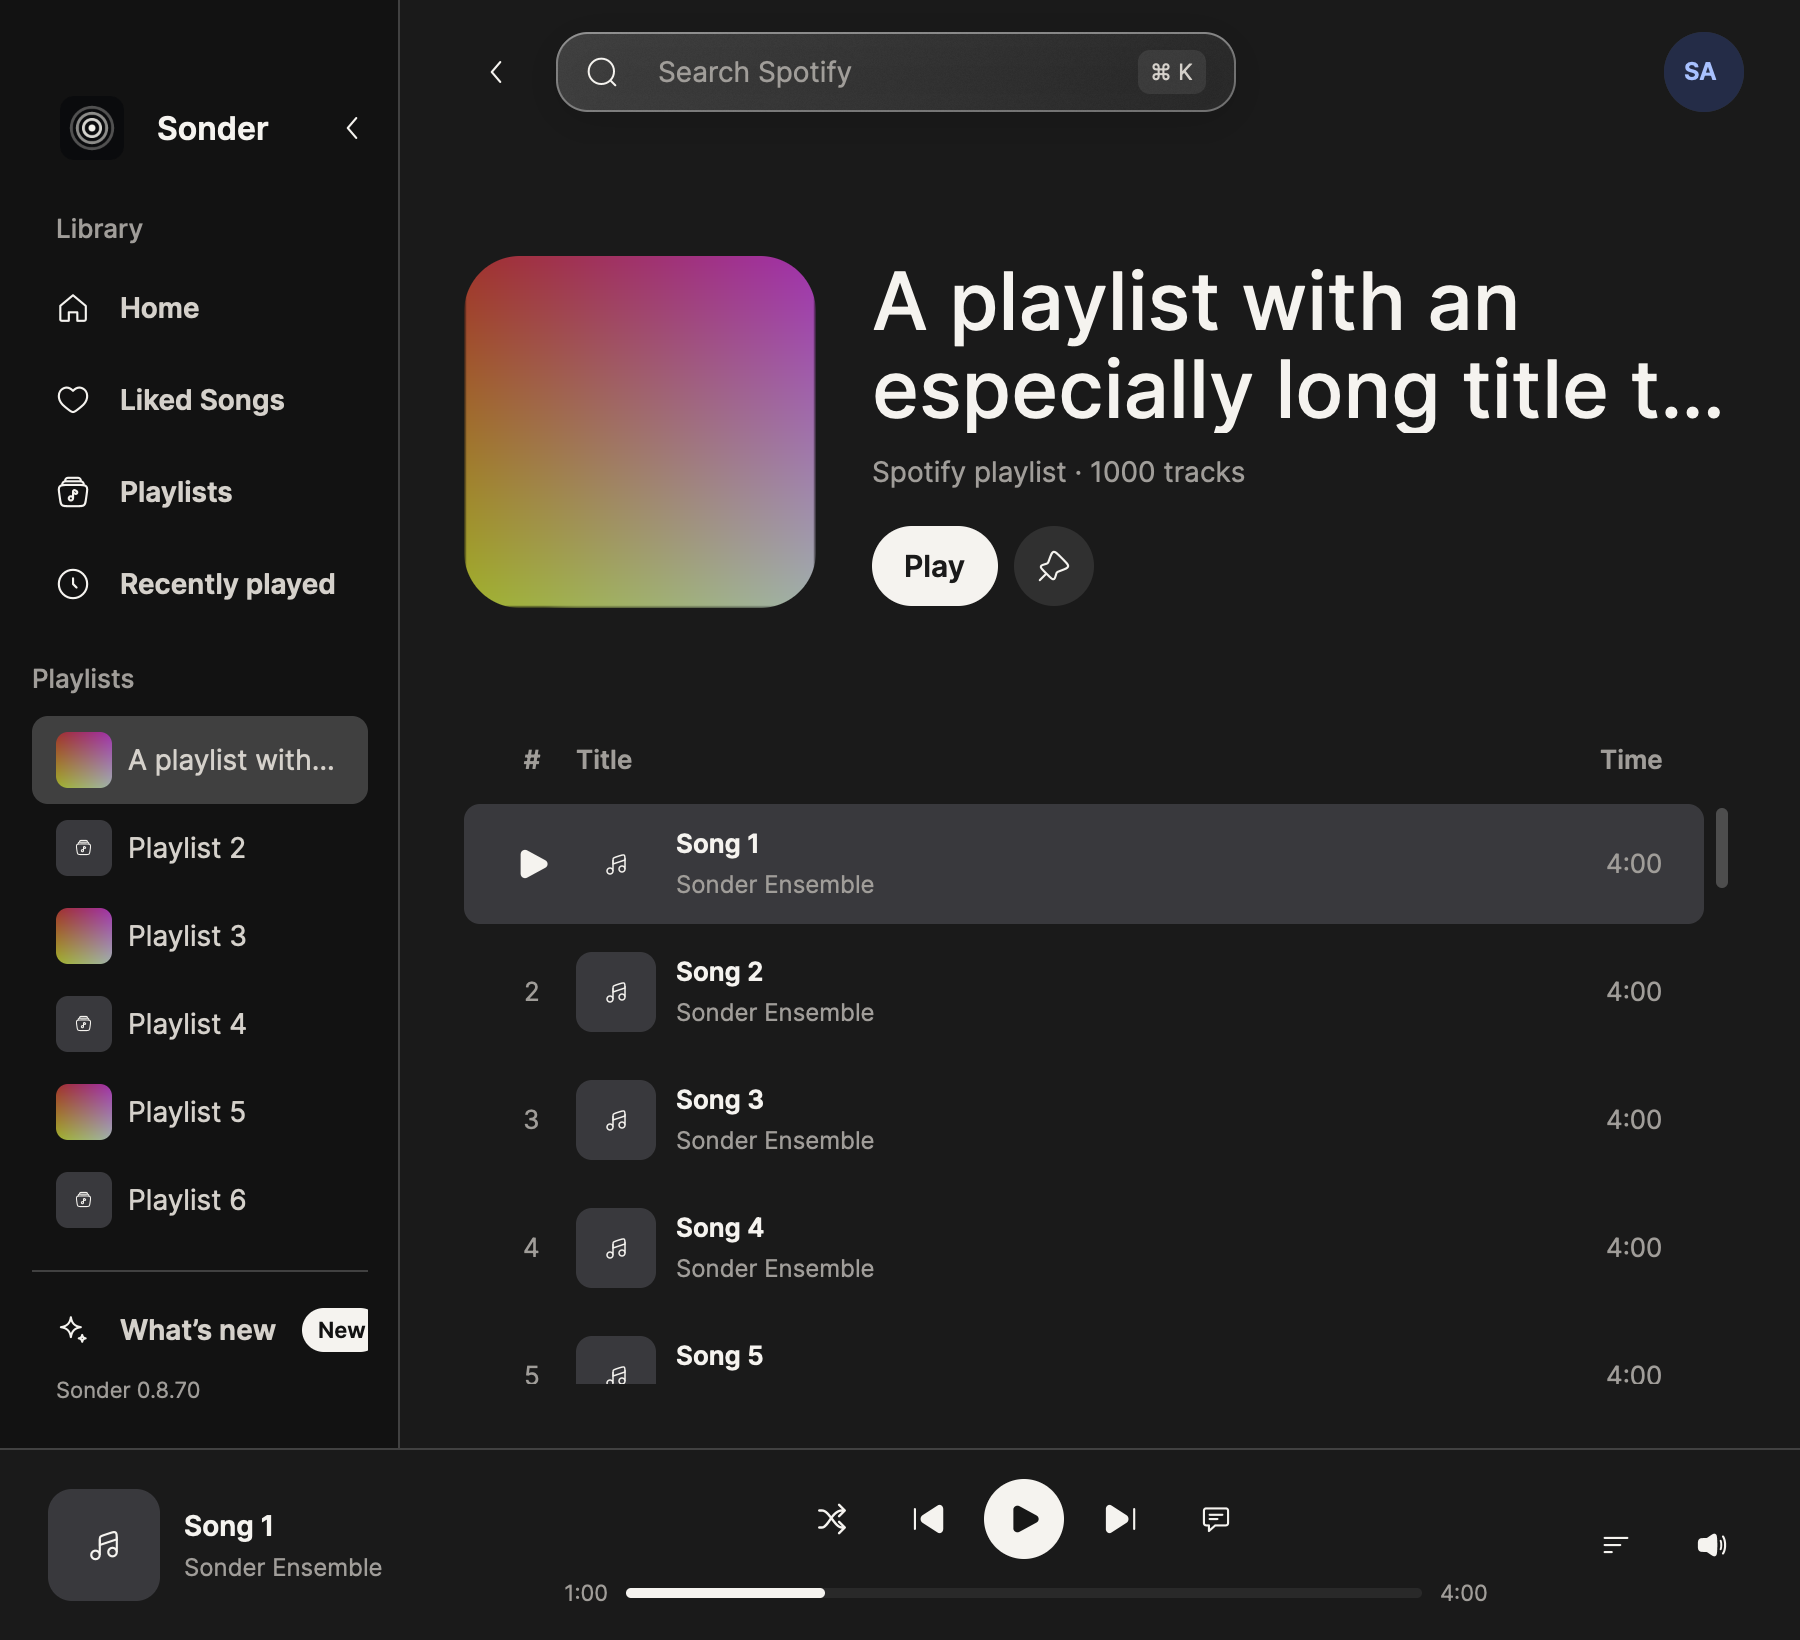 Sonder
Library
Home
Liked Songs
Playlists
Recently played
Playlists
A playlist with...
Playlist 2
Playlist 3
Playlist 4
Playlist 5
Playlist 6
What’s new New
Sonder 0.8.70
Search Spotify ⌘ K
SA
A playlist with an
especially long title t...
Spotify playlist · 1000 tracks
Play
# Title Time
Song 1
Sonder Ensemble
4:00
2
Song 2
Sonder Ensemble
4:00
3
Song 3
Sonder Ensemble
4:00
4
Song 4
Sonder Ensemble
4:00
5
Song 5
4:00
Song 1
Sonder Ensemble
1:00
4:00